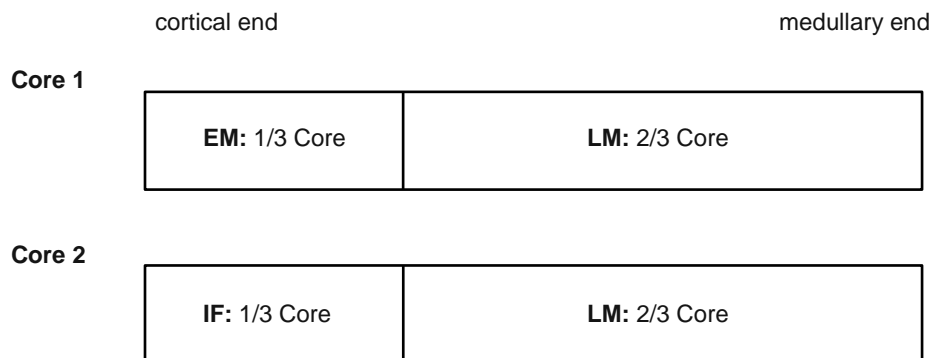 cortical end medullary end
Core 1
EM: 1/3 Core LM: 2/3 Core
Core 2
IF: 1/3 Core LM: 2/3 Core